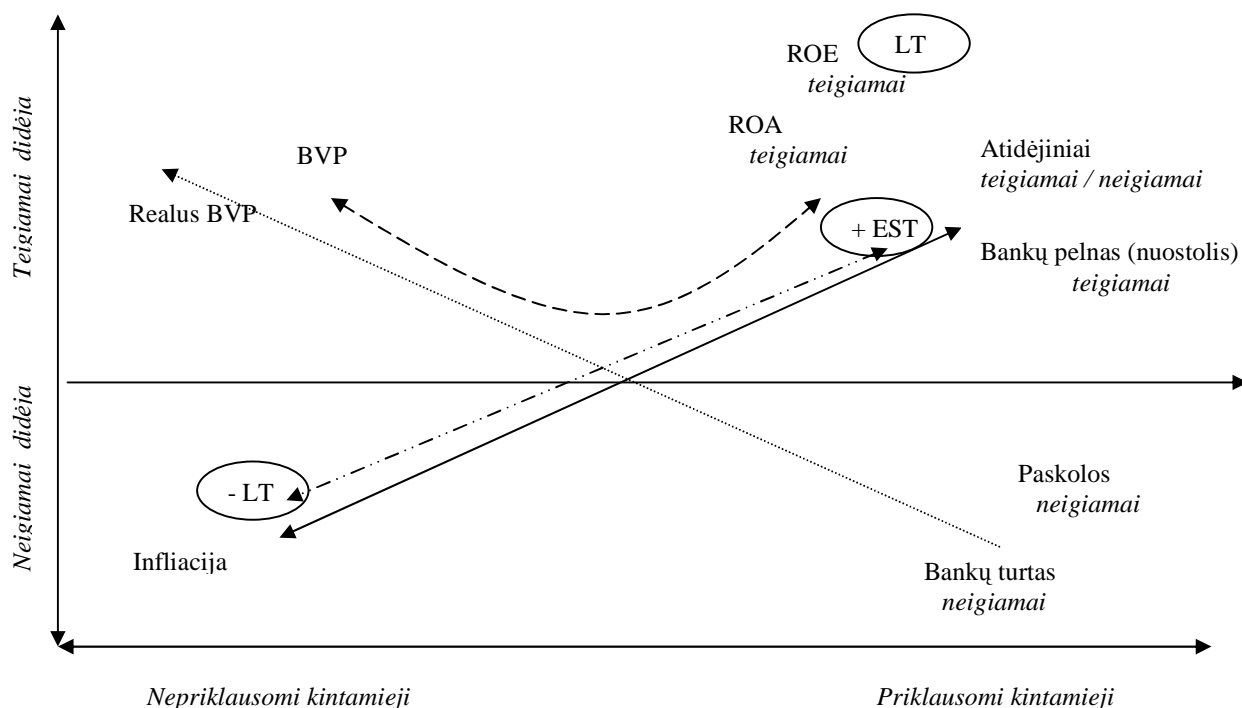 LT
ROE
teigiamai
ROA
teigiamai
BVP
Atidėjiniai
teigiamai / neigiamai
Realus BVP
+ EST
Bankų pelnas (nuostolis)
teigiamai
Teigiamai didėja
Neigiamai didėja
- LT
Paskolos
neigiamai
Infliacija
Bankų turtas
neigiamai
Nepriklausomi kintamieji
Priklausomi kintamieji